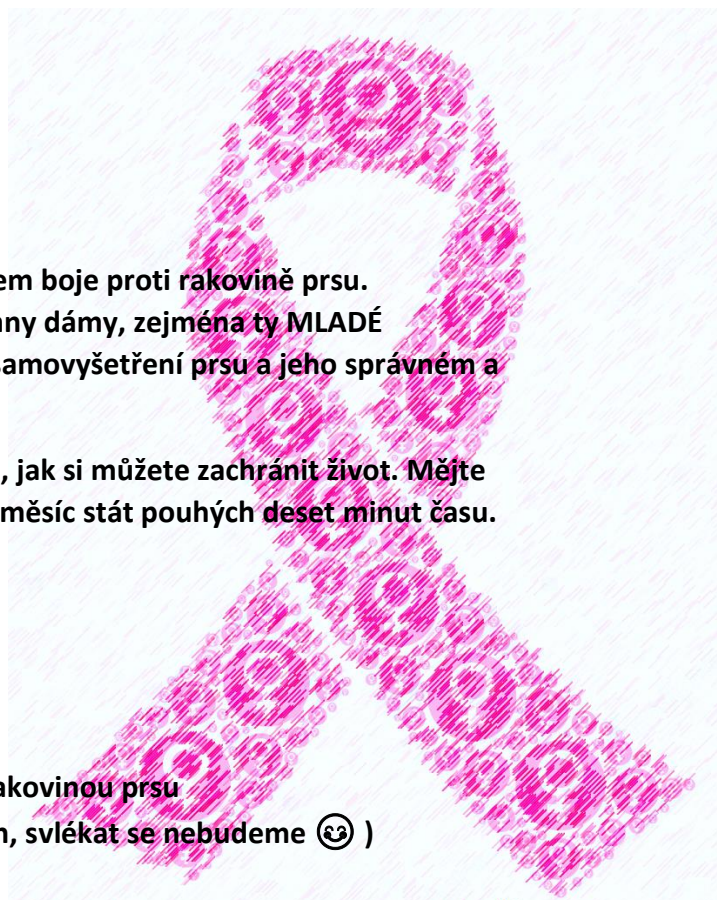 em boje proti rakovině prsu.
ny dámy, zejména ty MLADÉ
samovyšetření prsu a jeho správném a
, jak si můžete zachránit život. Mějte
měsíc stát pouhých deset minut času.
akovinou prsu
, svlékat se nebudeme 😊 )